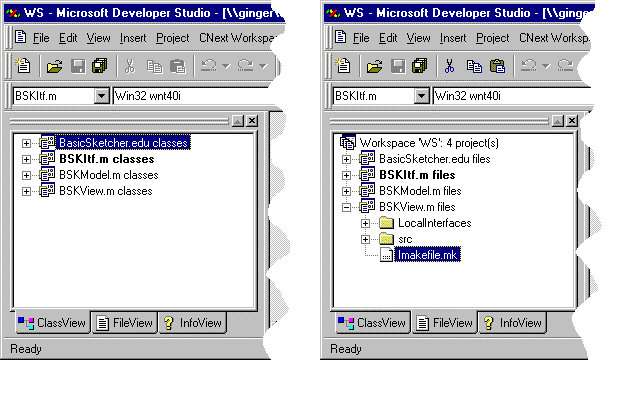 WS - Microsoft Developer Studio - [\\ginger\
File Edit View Insert Project CNext Workspa
BSKItf.m Win32 wnt40i
BasicSketcher.edu classes
BSKItf.m classes
BSKModel.m classes
BSKView.m classes
ClassView FileView InfoView
Ready
WS - Microsoft Developer Studio - [\\ginge
File Edit View Insert Project CNext Workspa
BSKItf.m Win32 wnt40i
Workspace 'WS': 4 project(s)
BasicSketcher.edu files
BSKItf.m files
BSKModel.m files
BSKView.m files
LocalInterfaces
src
Imakefile.mk
ClassView FileView InfoView
Ready